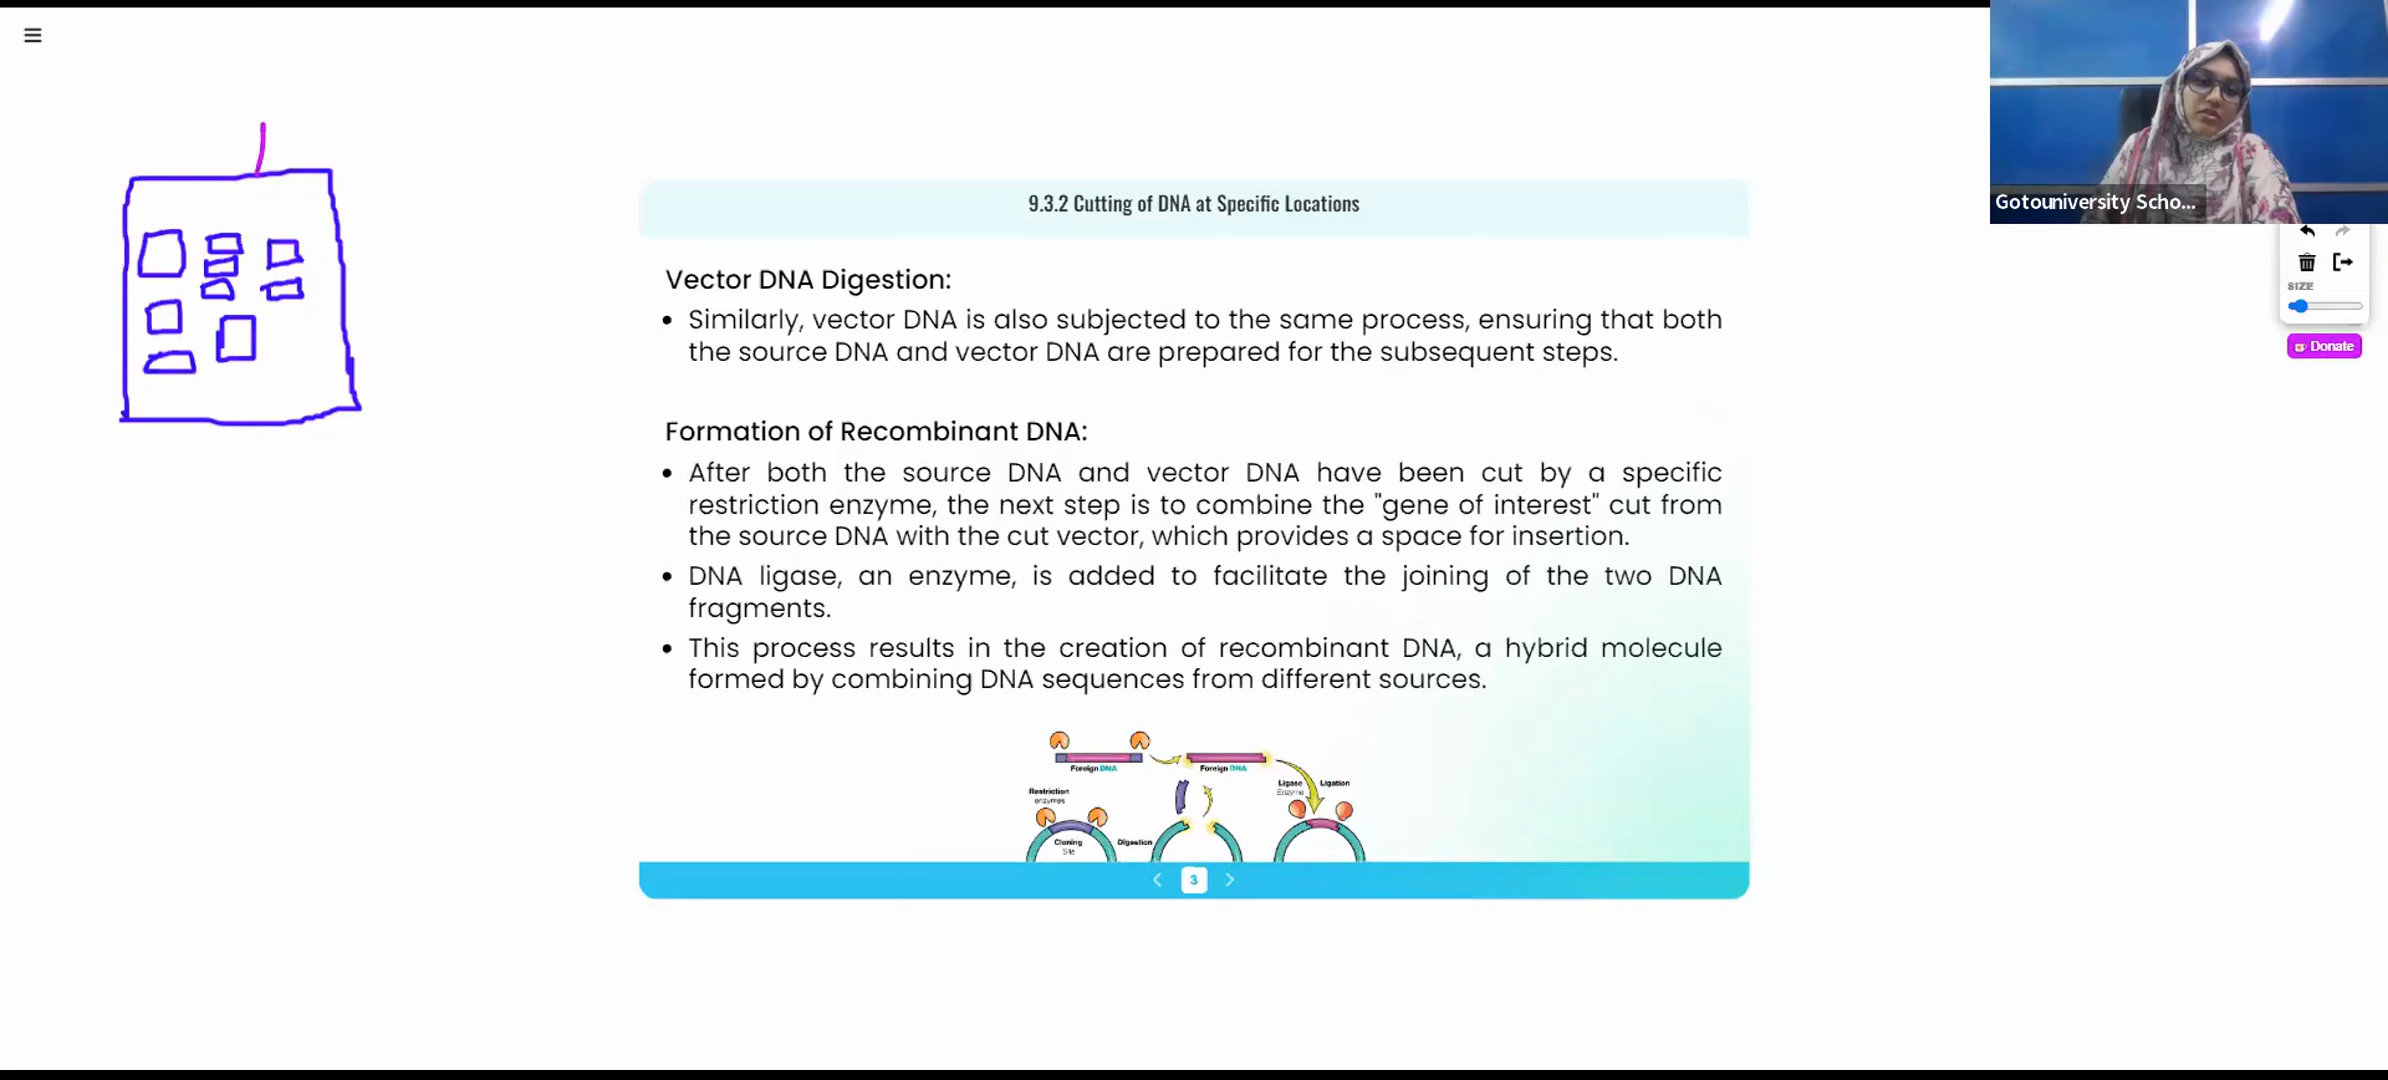 Gotouniversity Scho...
SIZE
Donate
9.3.2 Cutting of DNA at Specific Locations
Vector DNA Digestion:
• Similarly, vector DNA is also subjected to the same process, ensuring that both
the source DNA and vector DNA are prepared for the subsequent steps.
Formation of Recombinant DNA:
• After both the source DNA and vector DNA have been cut by a specific
restriction enzyme, the next step is to combine the "gene of interest" cut from
the source DNA with the cut vector, which provides a space for insertion.
• DNA ligase, an enzyme, is added to facilitate the joining of the two DNA
fragments.
• This process results in the creation of recombinant DNA, a hybrid molecule
formed by combining DNA sequences from different sources.
Foreign DNA
Foreign DNA
Restriction
enzymes
Ligase
Enzyme
Ligation
Cloning
Site
Digestion
3